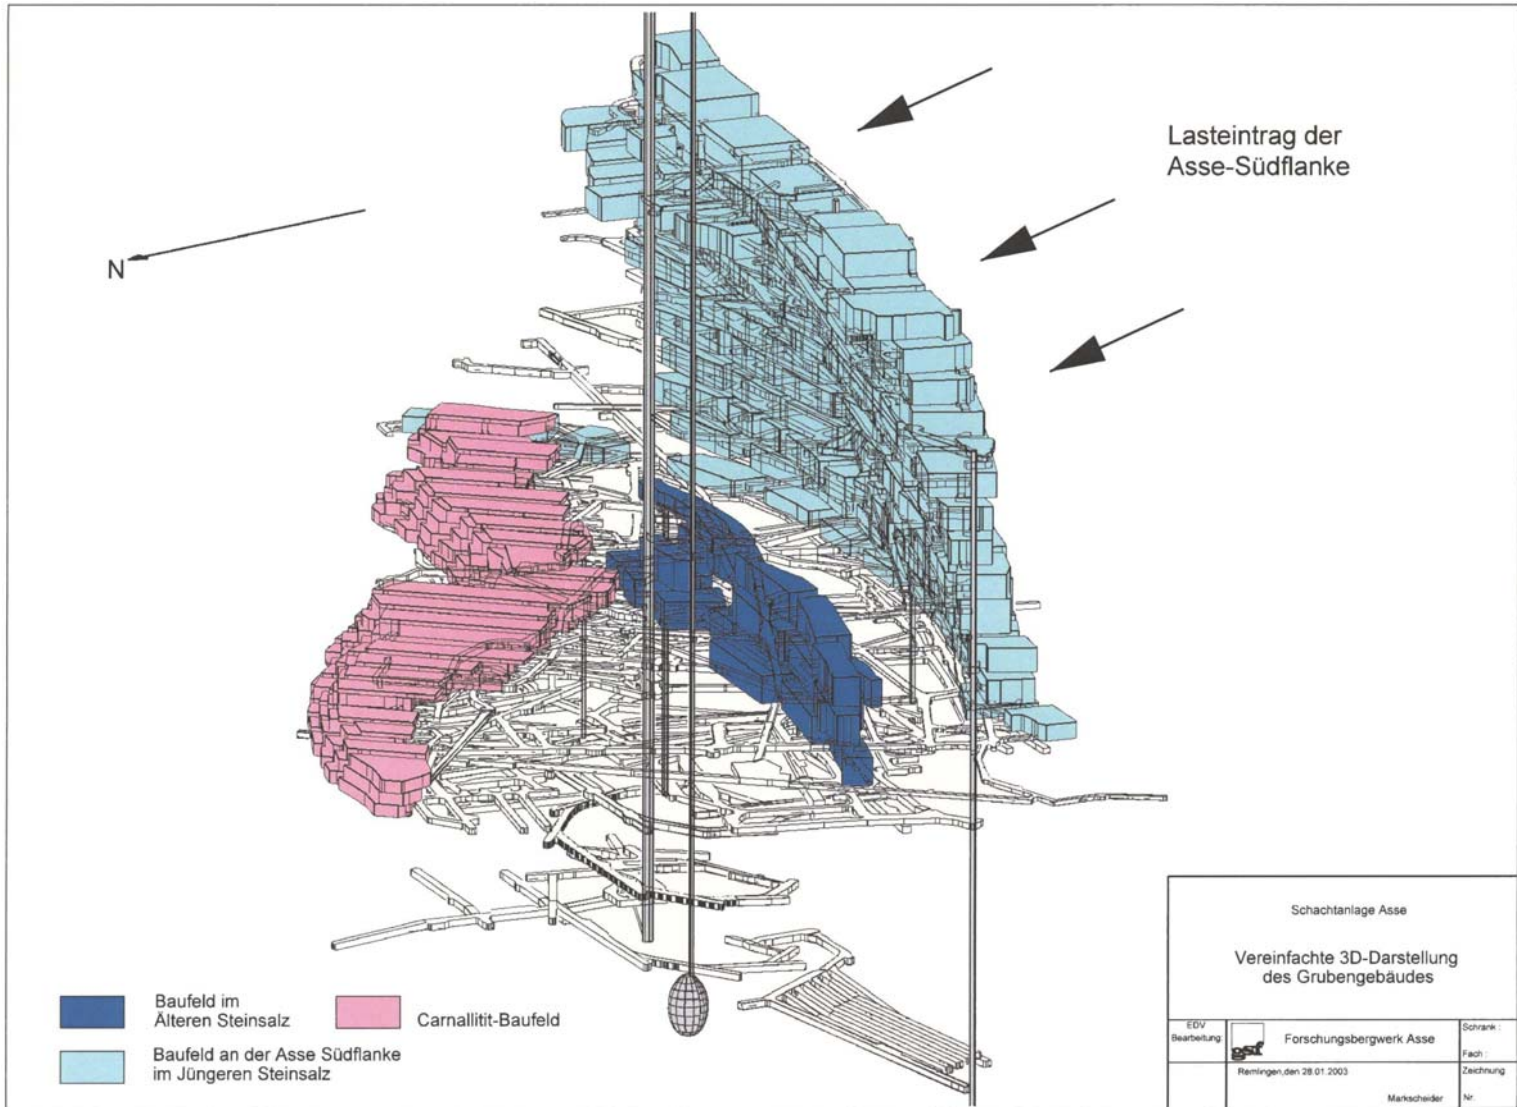 Lasteintrag der
Asse-Südflanke
N
Baufeld im
Älteren Steinsalz
Carnallitit-Baufeld
Baufeld an der Asse Südflanke
im Jüngeren Steinsalz
Schachtanlage Asse
Vereinfachte 3D-Darstellung
des Grubengebäudes
EDV
Bearbeitung:
gsf
Forschungsbergwerk Asse
Schrank :
Fach :
Remlingen,den 28.01.2003
Markscheider
Zeichnung
Nr.